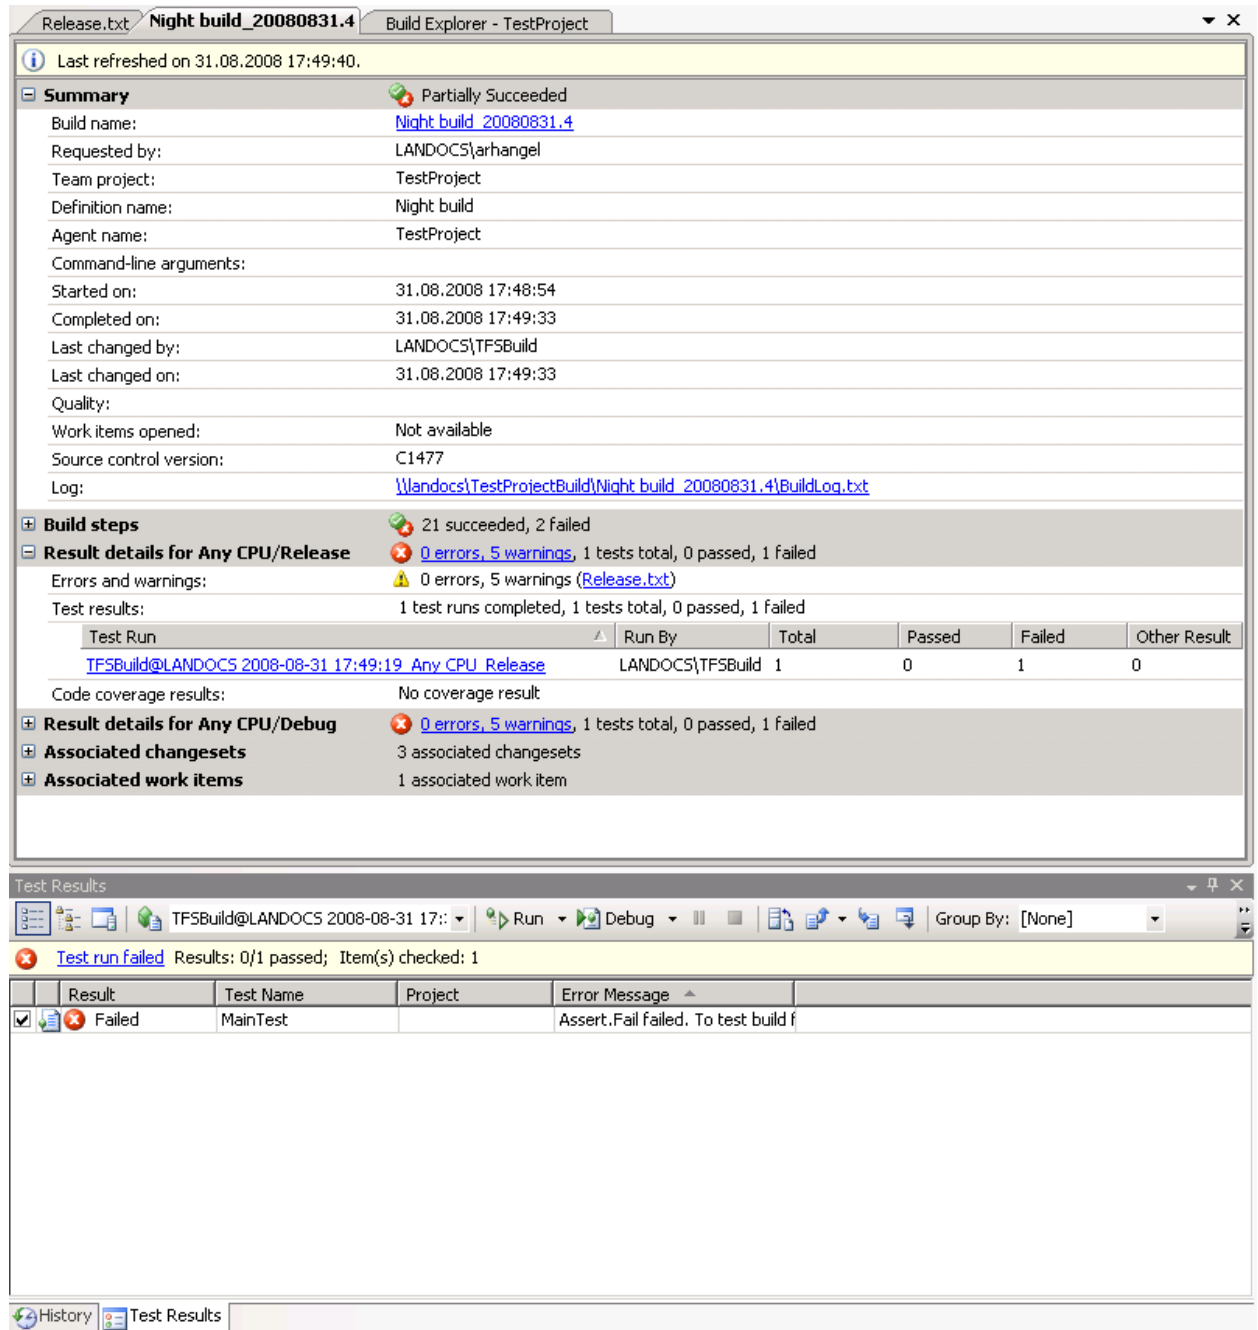 Release.txt Night build_20080831.4 Build Explorer - TestProject
Last refreshed on 31.08.2008 17:49:40.
Summary Partially Succeeded
Build name: Night build_20080831.4
Requested by: LANDOCS\arhangel
Team project: TestProject
Definition name: Night build
Agent name: TestProject
Command-line arguments:
Started on: 31.08.2008 17:48:54
Completed on: 31.08.2008 17:49:33
Last changed by: LANDOCS\TFSBuild
Last changed on: 31.08.2008 17:49:33
Quality:
Work items opened: Not available
Source control version: C1477
Log: \\landocs\TestProjectBuild\Night build_20080831.4\BuildLog.txt
Build steps 21 succeeded, 2 failed
Result details for Any CPU/Release 0 errors, 5 warnings, 1 tests total, 0 passed, 1 failed
Errors and warnings: 0 errors, 5 warnings (Release.txt)
Test results: 1 test runs completed, 1 tests total, 0 passed, 1 failed
Test Run Run By Total Passed Failed Other Result
TFSBuild@LANDOCS 2008-08-31 17:49:19_Any CPU_Release LANDOCS\TFSBuild 1 0 1 0
Code coverage results: No coverage result
Result details for Any CPU/Debug 0 errors, 5 warnings, 1 tests total, 0 passed, 1 failed
Associated changesets 3 associated changesets
Associated work items 1 associated work item
Test Results
TFSBuild@LANDOCS 2008-08-31 17:: Run Debug Group By: [None]
Test run failed Results: 0/1 passed; Item(s) checked: 1
Result Test Name Project Error Message
Failed MainTest Assert.Fail failed. To test build f
History Test Results